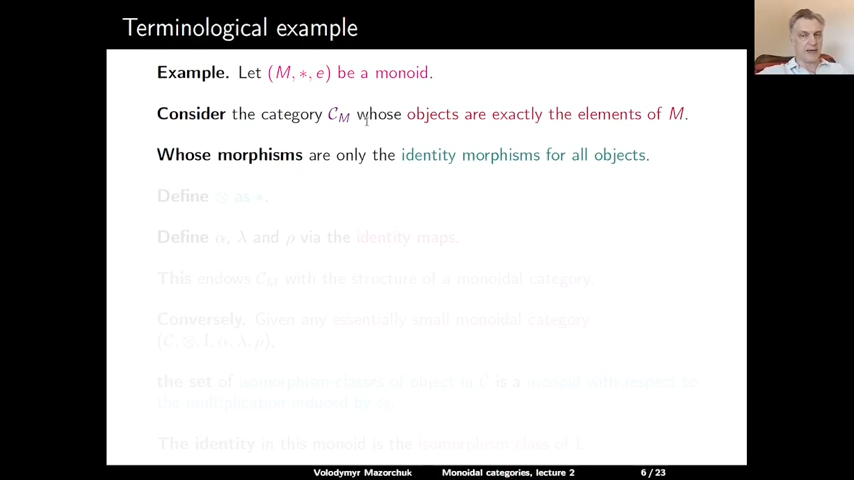 Terminological example
Example. Let (M, ∗, e) be a monoid.
Consider the category 𝒞_M whose objects are exactly the elements of M.
Whose morphisms are only the identity morphisms for all objects.
Define ⊗ as ∗.
Define α, λ and ρ via the identity maps.
This endows 𝒞_M with the structure of a monoidal category.
Conversely. Given any essentially small monoidal category
(𝒞, ⊗, 𝟙, α, λ, ρ),
the set of isomorphism classes of object in 𝒞 is a monoid with respect to
the multiplication induced by ⊗.
The identity in this monoid is the isomorphism class of 𝟙.
Volodymyr Mazorchuk Monoidal categories, lecture 2 6 / 23